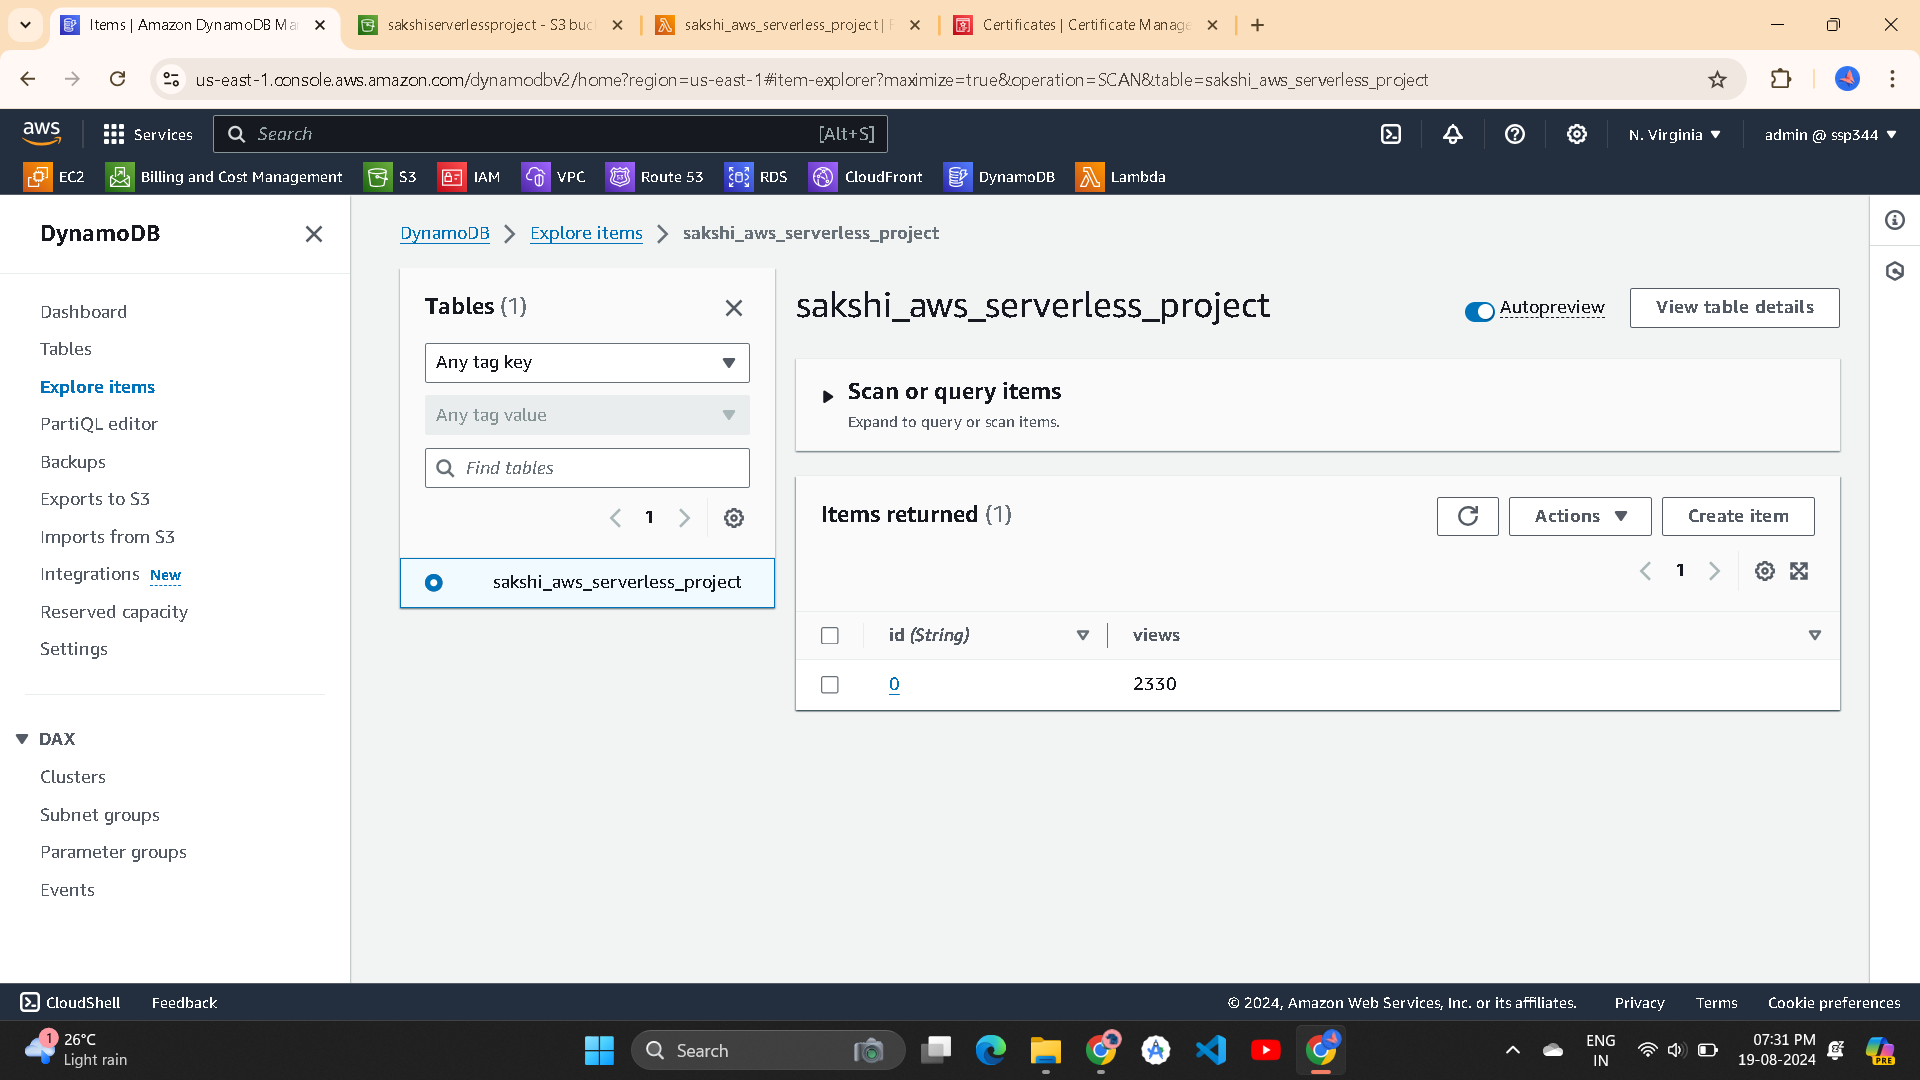 Items | Amazon DynamoDB Ma
sakshiserverlessproject - S3 buc
sakshi_aws_serverless_project | F
Certificates | Certificate Manage
us-east-1.console.aws.amazon.com/dynamodbv2/home?region=us-east-1#item-explorer?maximize=true&operation=SCAN&table=sakshi_aws_serverless_project
aws
Services
Search
[Alt+S]
N. Virginia
admin @ ssp344
EC2
Billing and Cost Management
S3
IAM
VPC
Route 53
RDS
CloudFront
DynamoDB
Lambda
DynamoDB
Dashboard
Tables
Explore items
PartiQL editor
Backups
Exports to S3
Imports from S3
Integrations New
Reserved capacity
Settings
DAX
Clusters
Subnet groups
Parameter groups
Events
DynamoDB
Explore items
sakshi_aws_serverless_project
Tables (1)
Any tag key
Any tag value
Find tables
1
sakshi_aws_serverless_project
sakshi_aws_serverless_project
Autopreview
View table details
Scan or query items
Expand to query or scan items.
Items returned (1)
Actions
Create item
1
id (String)
views
0
2330
CloudShell
Feedback
© 2024, Amazon Web Services, Inc. or its affiliates.
Privacy
Terms
Cookie preferences
1
26°C
Light rain
Search
ENG
IN
07:31 PM
19-08-2024
PRE